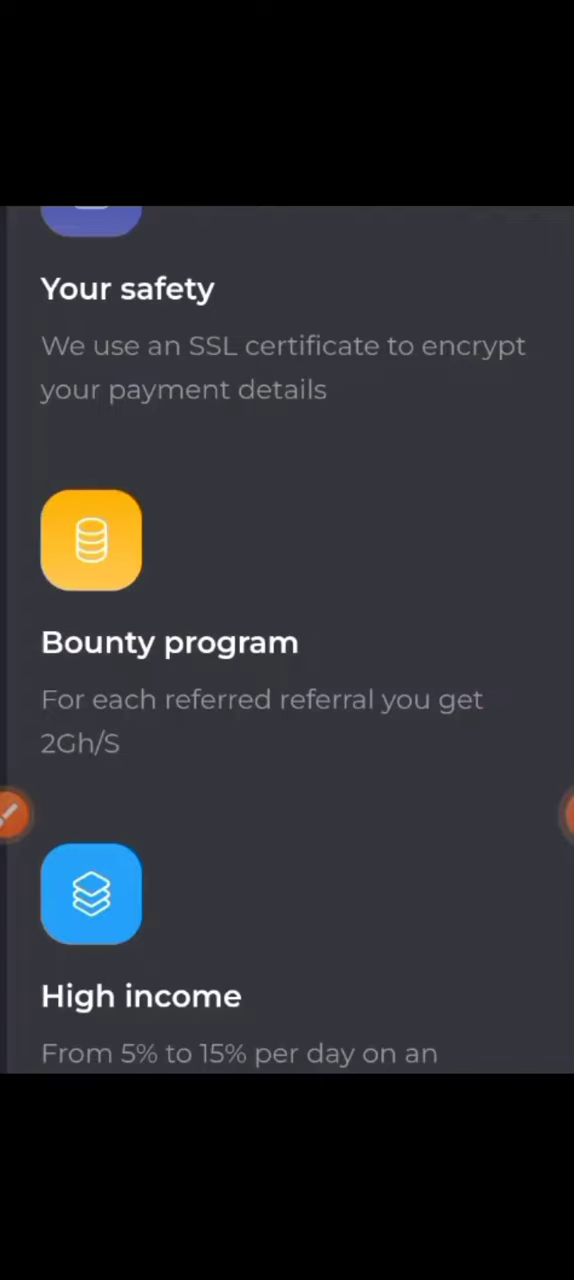 Your safety
We use an SSL certificate to encrypt
your payment details
Bounty program
For each referred referral you get
2Gh/S
High income
From 5% to 15% per day on an